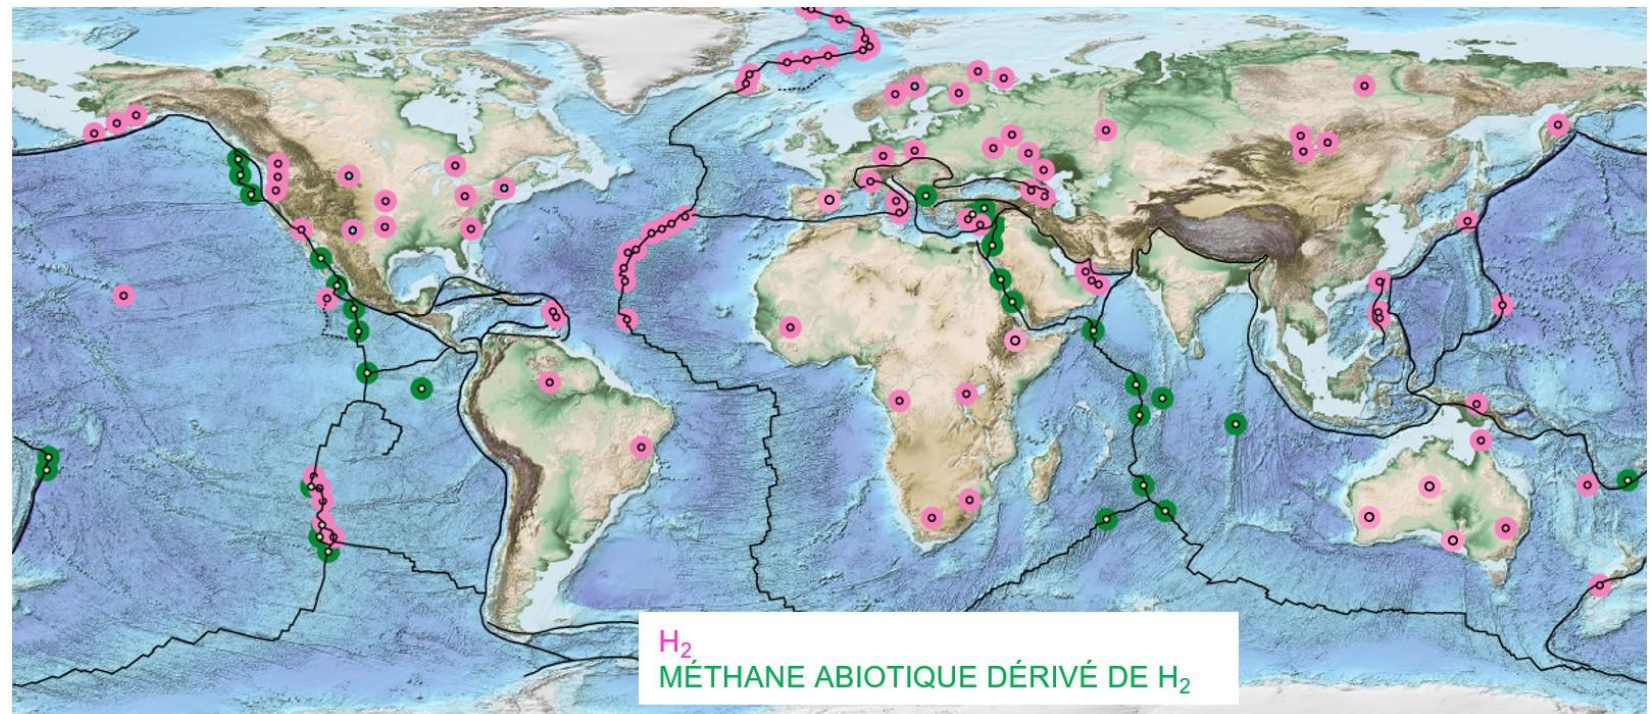 H₂
MÉTHANE ABIOTIQUE DÉRIVÉ DE H₂